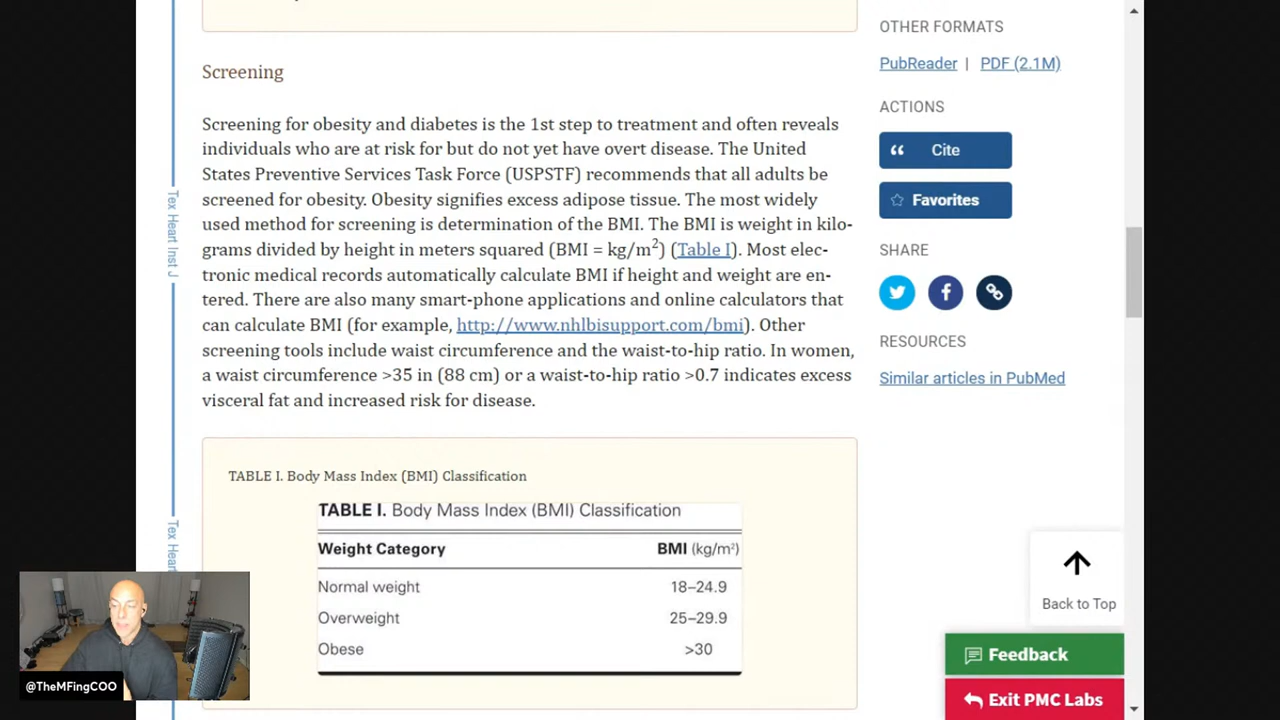 Screening
Screening for obesity and diabetes is the 1st step to treatment and often reveals
individuals who are at risk for but do not yet have overt disease. The United
States Preventive Services Task Force (USPSTF) recommends that all adults be
screened for obesity. Obesity signifies excess adipose tissue. The most widely
used method for screening is determination of the BMI. The BMI is weight in kilo-
grams divided by height in meters squared (BMI = kg/m²) (Table I). Most elec-
tronic medical records automatically calculate BMI if height and weight are en-
tered. There are also many smart-phone applications and online calculators that
can calculate BMI (for example, http://www.nhlbisupport.com/bmi). Other
screening tools include waist circumference and the waist-to-hip ratio. In women,
a waist circumference >35 in (88 cm) or a waist-to-hip ratio >0.7 indicates excess
visceral fat and increased risk for disease.
TABLE I. Body Mass Index (BMI) Classification
TABLE I. Body Mass Index (BMI) Classification
Weight Category BMI (kg/m²)
Normal weight 18–24.9
Overweight 25–29.9
Obese >30
Tex Heart Inst J
Tex Heart
@TheMFingCOO
OTHER FORMATS
PubReader | PDF (2.1M)
ACTIONS
Cite
Favorites
SHARE
RESOURCES
Similar articles in PubMed
Back to Top
Feedback
Exit PMC Labs